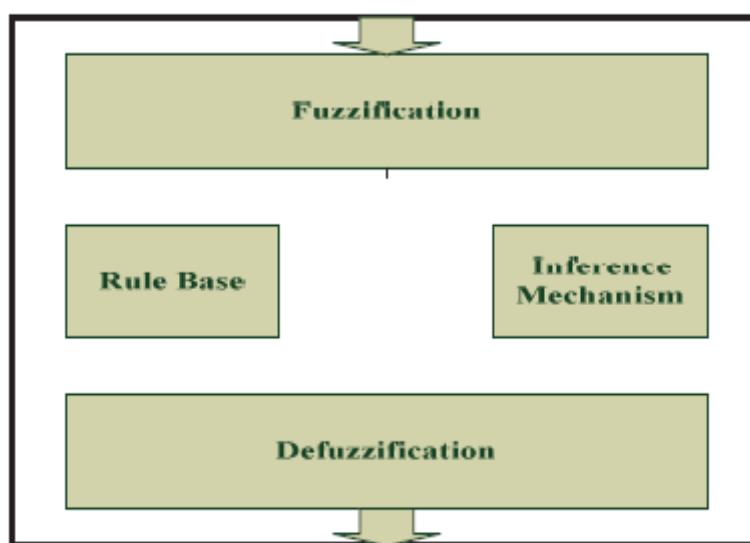 Fuzzification
Rule Base
Inference
Mechanism
Defuzzification